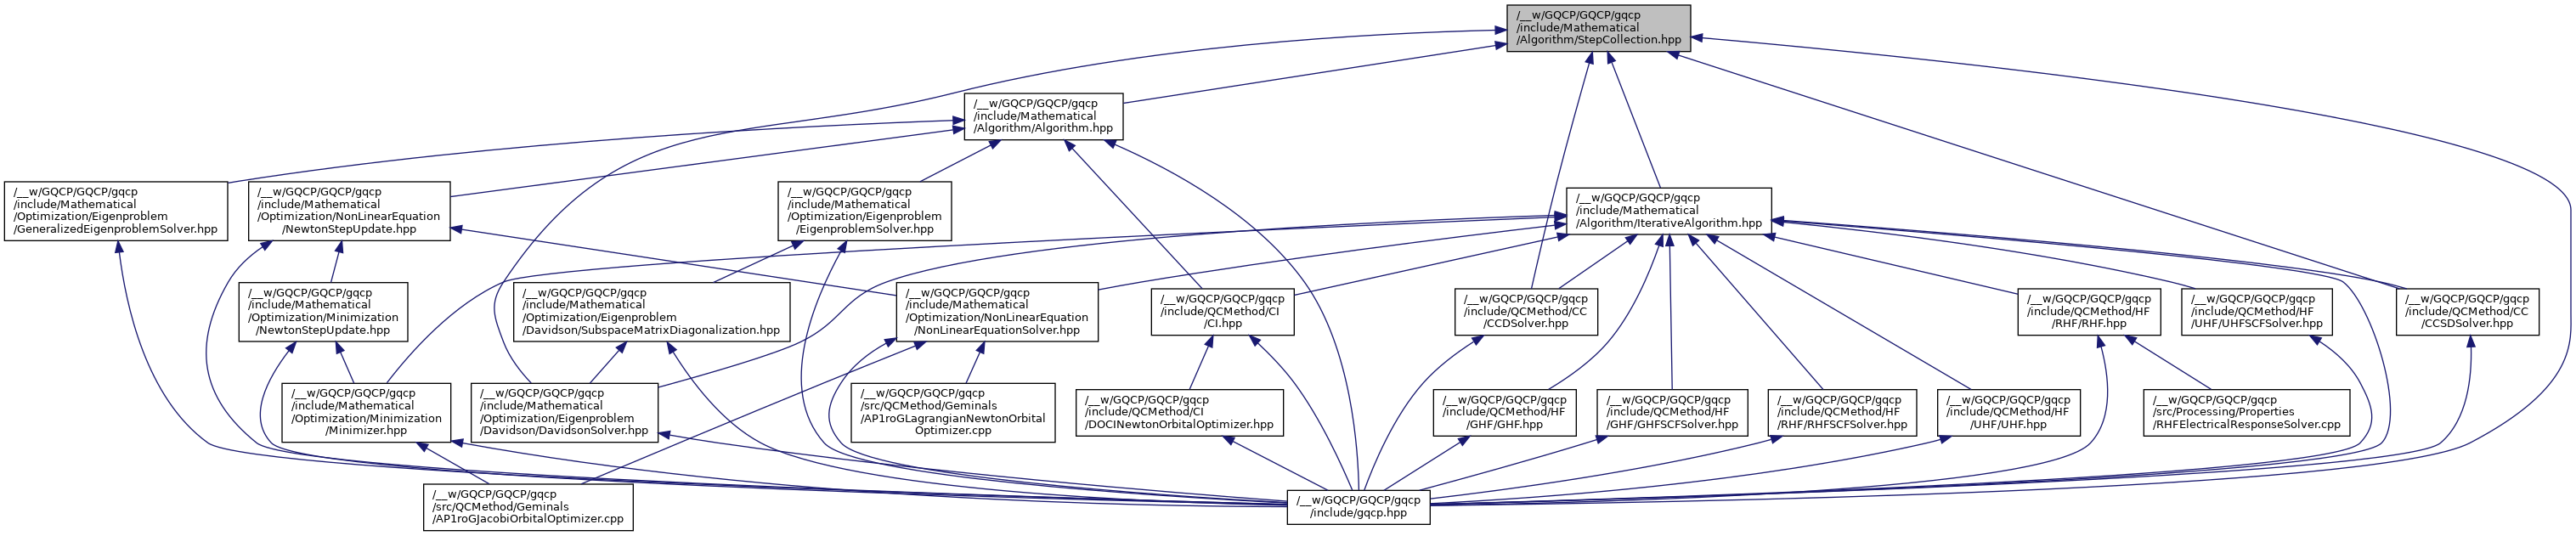 /__w/GQCP/GQCP/gqcp
/include/Mathematical
/Algorithm/StepCollection.hpp
/__w/GQCP/GQCP/gqcp
/include/Mathematical
/Algorithm/Algorithm.hpp
/__w/GQCP/GQCP/gqcp
/include/Mathematical
/Optimization/Eigenproblem
/GeneralizedEigenproblemSolver.hpp
/__w/GQCP/GQCP/gqcp
/include/Mathematical
/Optimization/NonLinearEquation
/NewtonStepUpdate.hpp
/__w/GQCP/GQCP/gqcp
/include/Mathematical
/Optimization/Eigenproblem
/EigenproblemSolver.hpp
/__w/GQCP/GQCP/gqcp
/include/Mathematical
/Algorithm/IterativeAlgorithm.hpp
/__w/GQCP/GQCP/gqcp
/include/Mathematical
/Optimization/Minimization
/NewtonStepUpdate.hpp
/__w/GQCP/GQCP/gqcp
/include/Mathematical
/Optimization/Eigenproblem
/Davidson/SubspaceMatrixDiagonalization.hpp
/__w/GQCP/GQCP/gqcp
/include/Mathematical
/Optimization/NonLinearEquation
/NonLinearEquationSolver.hpp
/__w/GQCP/GQCP/gqcp
/include/QCMethod/CI
/CI.hpp
/__w/GQCP/GQCP/gqcp
/include/QCMethod/CC
/CCDSolver.hpp
/__w/GQCP/GQCP/gqcp
/include/QCMethod/HF
/RHF/RHF.hpp
/__w/GQCP/GQCP/gqcp
/include/QCMethod/HF
/UHF/UHFSCFSolver.hpp
/__w/GQCP/GQCP/gqcp
/include/QCMethod/CC
/CCSDSolver.hpp
/__w/GQCP/GQCP/gqcp
/include/Mathematical
/Optimization/Minimization
/Minimizer.hpp
/__w/GQCP/GQCP/gqcp
/include/Mathematical
/Optimization/Eigenproblem
/Davidson/DavidsonSolver.hpp
/__w/GQCP/GQCP/gqcp
/src/QCMethod/Geminals
/AP1roGLagrangianNewtonOrbital
Optimizer.cpp
/__w/GQCP/GQCP/gqcp
/include/QCMethod/CI
/DOCINewtonOrbitalOptimizer.hpp
/__w/GQCP/GQCP/gqcp
/include/QCMethod/HF
/GHF/GHF.hpp
/__w/GQCP/GQCP/gqcp
/include/QCMethod/HF
/GHF/GHFSCFSolver.hpp
/__w/GQCP/GQCP/gqcp
/include/QCMethod/HF
/RHF/RHFSCFSolver.hpp
/__w/GQCP/GQCP/gqcp
/include/QCMethod/HF
/UHF/UHF.hpp
/__w/GQCP/GQCP/gqcp
/src/Processing/Properties
/RHFElectricalResponseSolver.cpp
/__w/GQCP/GQCP/gqcp
/src/QCMethod/Geminals
/AP1roGJacobiOrbitalOptimizer.cpp
/__w/GQCP/GQCP/gqcp
/include/gqcp.hpp